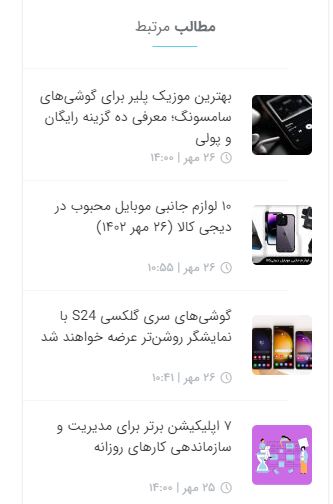 مطالب مرتبط
بهترین موزیک پلیر برای گوشی‌های
سامسونگ؛ معرفی ده گزینه رایگان
و پولی
۲۶ مهر | ۱۴:۰۰
۱۰ لوازم جانبی موبایل محبوب در
دیجی کالا (۲۶ مهر ۱۴۰۲)
۲۶ مهر | ۱۰:۵۵
گوشی‌های سری گلکسی S24 با
نمایشگر روشن‌تر عرضه خواهند شد
۲۶ مهر | ۱۰:۴۱
۷ اپلیکیشن برتر برای مدیریت و
سازماندهی کارهای روزانه
۲۵ مهر | ۱۴:۰۰